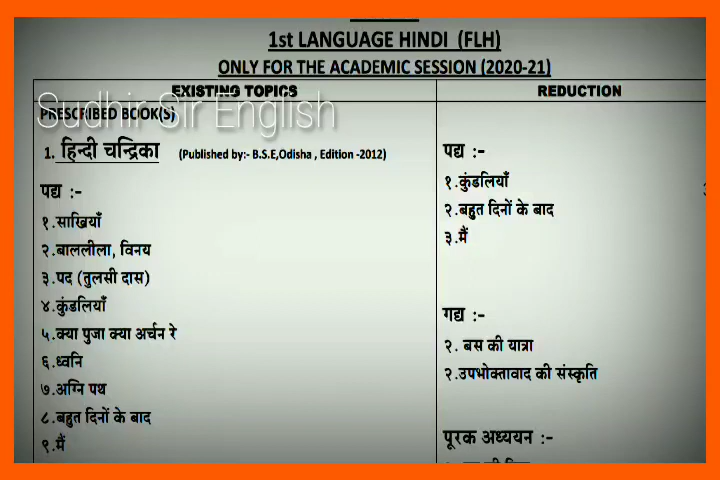 1st LANGUAGE HINDI (FLH)
ONLY FOR THE ACADEMIC SESSION (2020-21)
EXISTING TOPICS
REDUCTION
Sudhir Sir English
PRESCRIBED BOOK(S)
1. हिन्दी चन्द्रिका (Published by:- B.S.E,Odisha , Edition -2012)
पद्य :-
१.साखियाँ
२.बाललीला, विनय
३.पद (तुलसी दास)
४.कुंडलियाँ
५.क्या पुजा क्या अर्चन रे
६.ध्वनि
७.अग्नि पथ
८.बहुत दिनों के बाद
९.मैं
पद्य :-
१.कुंडलियाँ
२.बहुत दिनों के बाद
३.मैं
गद्य :-
२. बस की यात्रा
२.उपभोक्तावाद की संस्कृति
पूरक अध्ययन :-